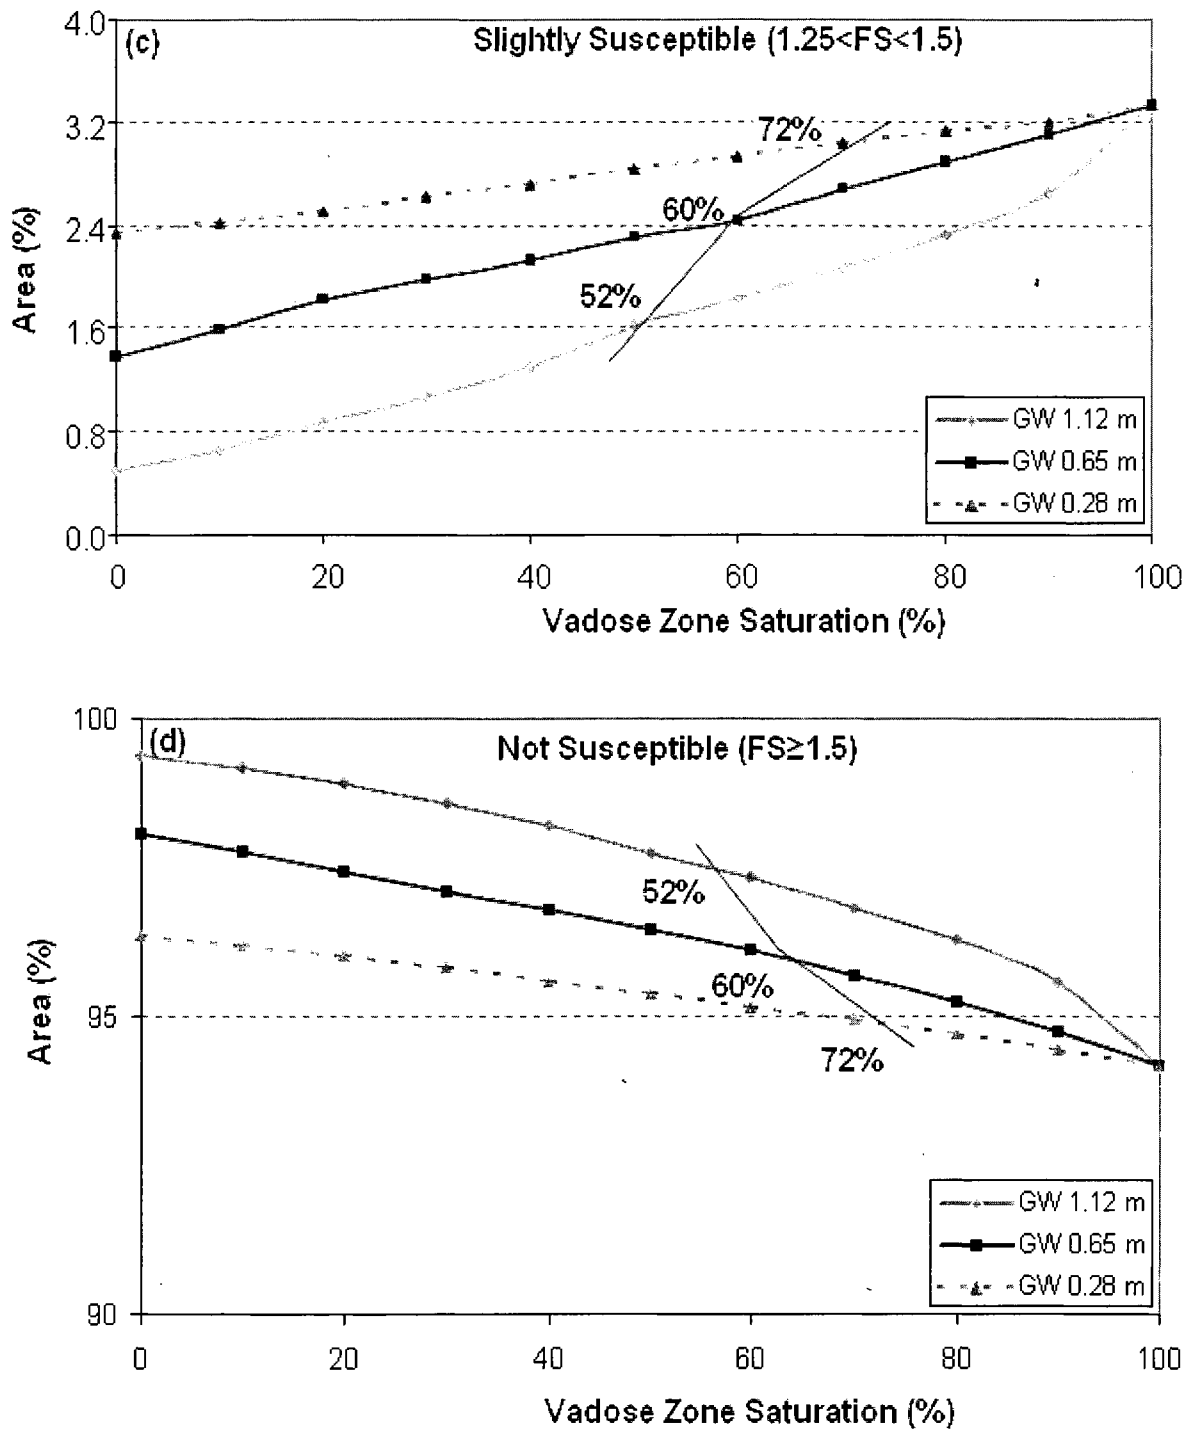 4.0
(c)
Slightly Susceptible (1.25<FS<1.5)
3.2
72%
60%
2.4
52%
1.6
0.8
0.0
Area (%)
GW 1.12 m
GW 0.65 m
GW 0.28 m
0 20 40 60 80 100
Vadose Zone Saturation (%)
100
(d)
Not Susceptible (FS≥1.5)
52%
60%
95
72%
90
Area (%)
GW 1.12 m
GW 0.65 m
GW 0.28 m
0 20 40 60 80 100
Vadose Zone Saturation (%)